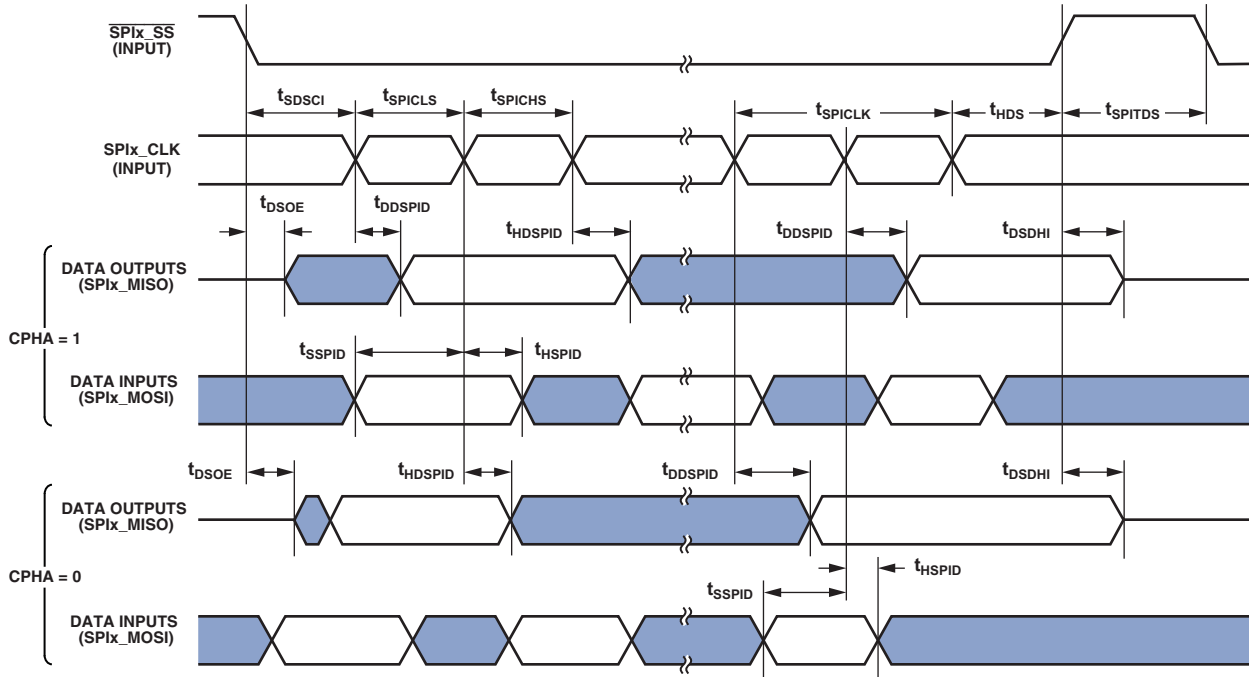 SPIx_SS
(INPUT)
tSDSCI
tSPICLS
tSPICHS
tSPICLK
tHDS
tSPITDS
SPIx_CLK
(INPUT)
tDSOE
tDDSPID
tHDSPID
tDDSPID
tDSDHI
DATA OUTPUTS
(SPIx_MISO)
CPHA = 1
tSSPID
tHSPID
DATA INPUTS
(SPIx_MOSI)
tDSOE
tHDSPID
tDDSPID
tDSDHI
DATA OUTPUTS
(SPIx_MISO)
CPHA = 0
tHSPID
tSSPID
DATA INPUTS
(SPIx_MOSI)